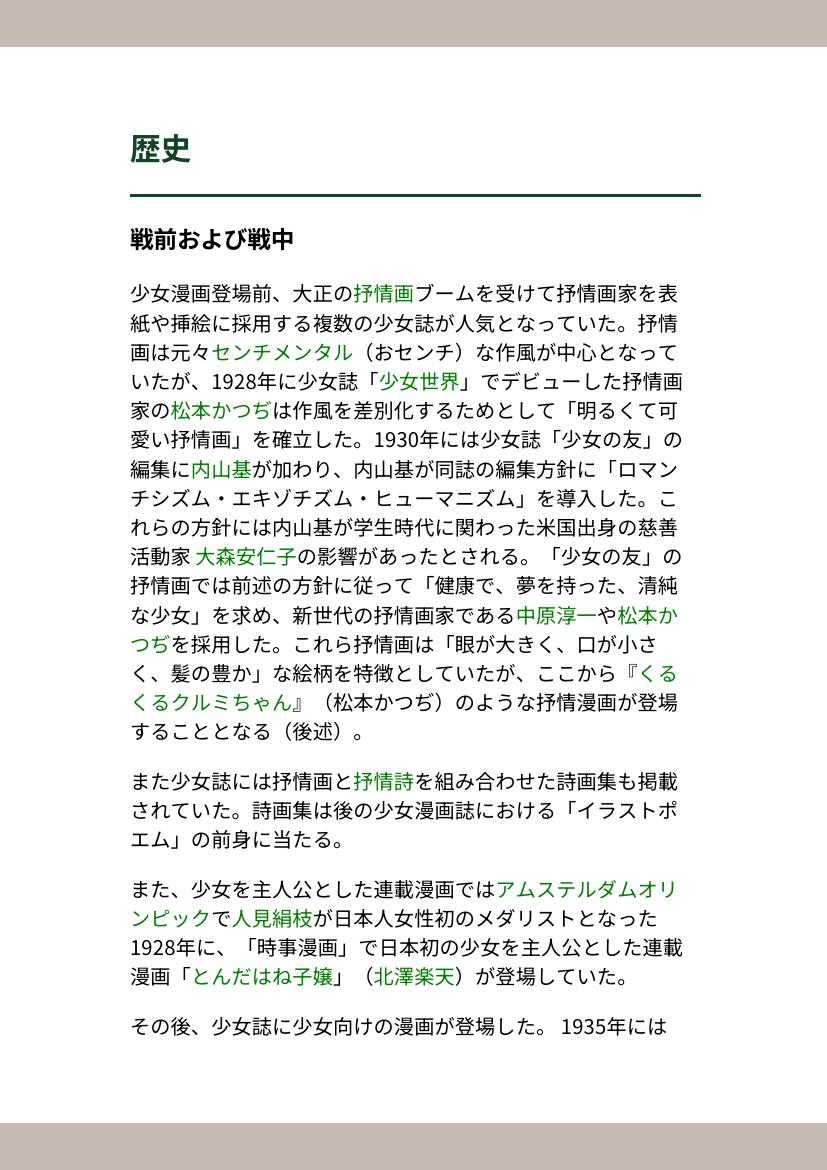 歴史
戦前および戦中
少女漫画登場前、大正の抒情画ブームを受けて抒情画家を表
紙や挿絵に採用する複数の少女誌が人気となっていた。抒情
画は元々センチメンタル（おセンチ）な作風が中心となって
いたが、1928年に少女誌「少女世界」でデビューした抒情画
家の松本かつぢは作風を差別化するためとして「明るくて可
愛い抒情画」を確立した。1930年には少女誌「少女の友」の
編集に内山基が加わり、内山基が同誌の編集方針に「ロマン
チシズム・エキゾチズム・ヒューマニズム」を導入した。こ
れらの方針には内山基が学生時代に関わった米国出身の慈善
活動家 大森安仁子の影響があったとされる。「少女の友」の
抒情画では前述の方針に従って「健康で、夢を持った、清純
な少女」を求め、新世代の抒情画家である中原淳一や松本か
つぢを採用した。これら抒情画は「眼が大きく、口が小さ
く、髪の豊か」な絵柄を特徴としていたが、ここから『くる
くるクルミちゃん』（松本かつぢ）のような抒情漫画が登場
することとなる（後述）。
また少女誌には抒情画と抒情詩を組み合わせた詩画集も掲載
されていた。詩画集は後の少女漫画誌における「イラストポ
エム」の前身に当たる。
また、少女を主人公とした連載漫画ではアムステルダムオリ
ンピックで人見絹枝が日本人女性初のメダリストとなった
1928年に、「時事漫画」で日本初の少女を主人公とした連載
漫画「とんだはね子嬢」（北澤楽天）が登場していた。
その後、少女誌に少女向けの漫画が登場した。 1935年には